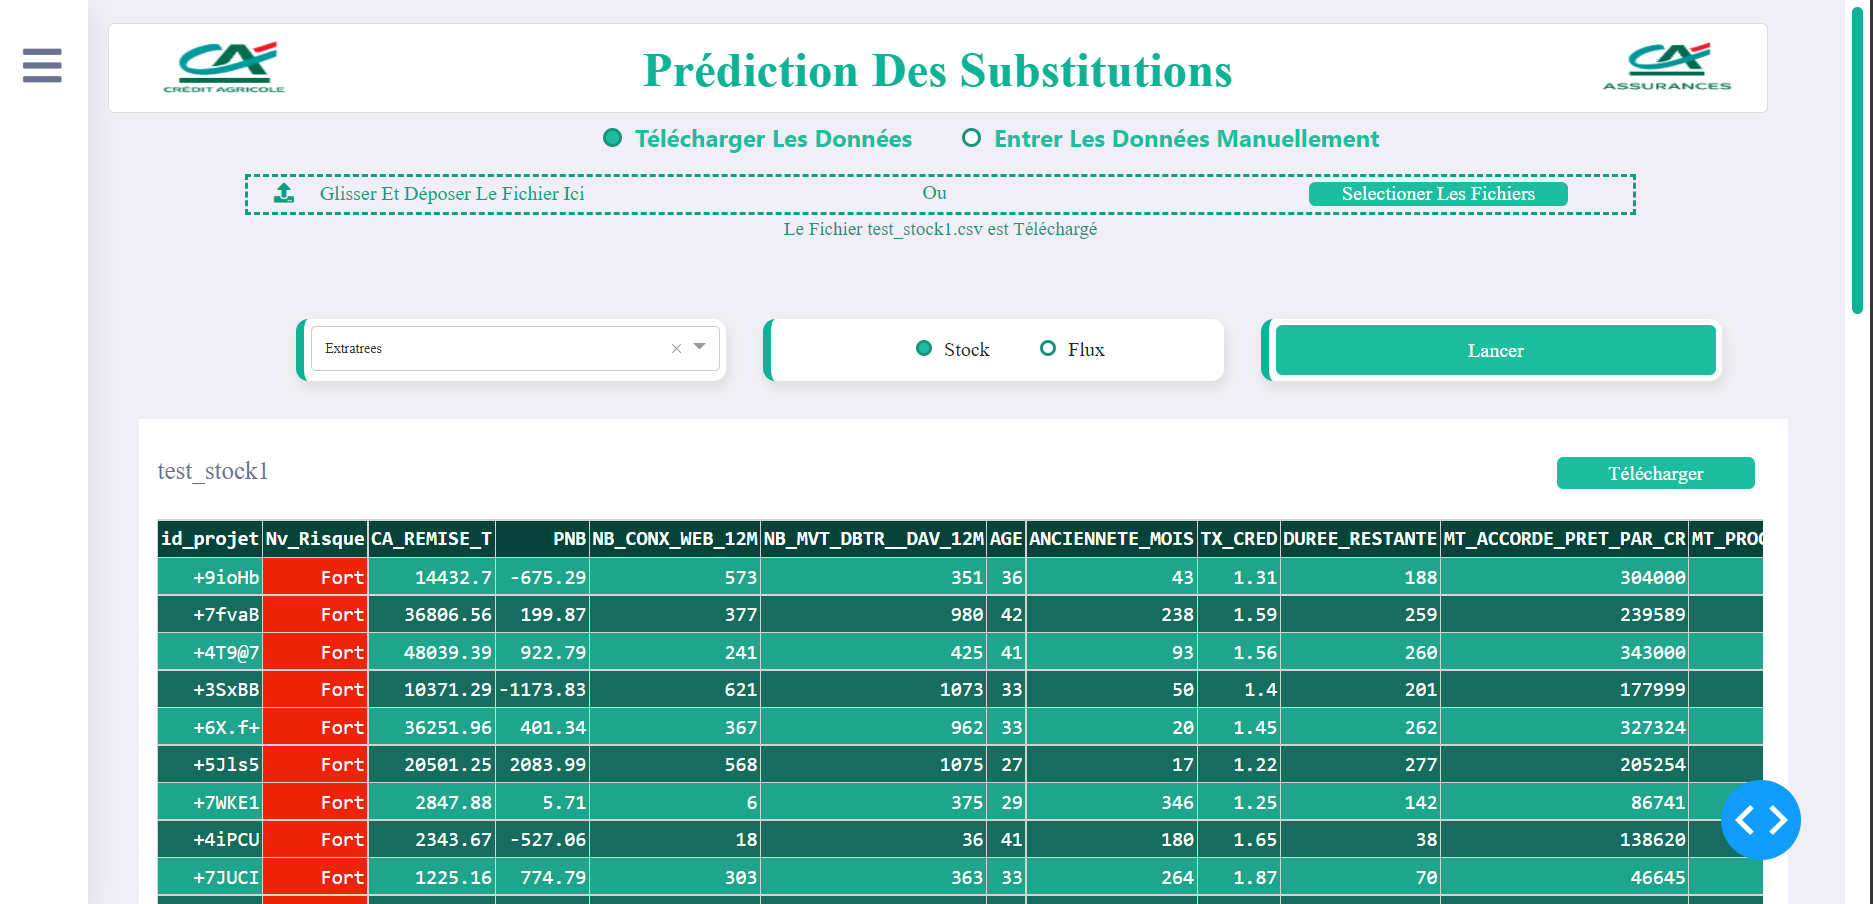 CRÉDIT AGRICOLE
Prédiction Des Substitutions
ASSURANCES
Télécharger Les Données Entrer Les Données Manuellement
Glisser Et Déposer Le Fichier Ici Ou Selectioner Les Fichiers
Le Fichier test_stock1.csv est Téléchargé
Extratrees × Stock Flux Lancer
test_stock1 Télécharger
id_projet Nv_Risque CA_REMISE_T PNB NB_CONX_WEB_12M NB_MVT_DBTR__DAV_12M AGE ANCIENNETE_MOIS TX_CRED DUREE_RESTANTE MT_ACCORDE_PRET_PAR_CR MT_PROC
+9ioHb Fort 14432.7 -675.29 573 351 36 43 1.31 188 304000
+7fvaB Fort 36806.56 199.87 377 980 42 238 1.59 259 239589
+4T9@7 Fort 48039.39 922.79 241 425 41 93 1.56 260 343000
+3SxBB Fort 10371.29 -1173.83 621 1073 33 50 1.4 201 177999
+6X.f+ Fort 36251.96 401.34 367 962 33 20 1.45 262 327324
+5Jls5 Fort 20501.25 2083.99 568 1075 27 17 1.22 277 205254
+7WKE1 Fort 2847.88 5.71 6 375 29 346 1.25 142 86741
+4iPCU Fort 2343.67 -527.06 18 36 41 180 1.65 38 138620
+7JUCI Fort 1225.16 774.79 303 363 33 264 1.87 70 46645